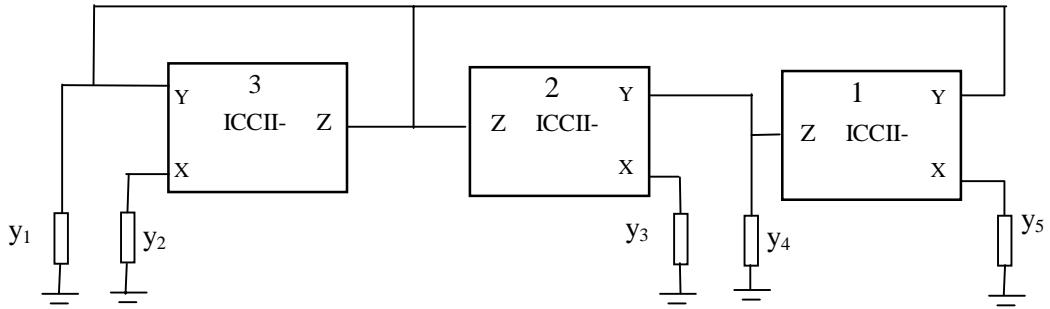 3
Y
ICCII-
Z
X
2
Y
Z
ICCII-
X
1
Y
Z
ICCII-
X
y₁
y₂
y₃
y₄
y₅